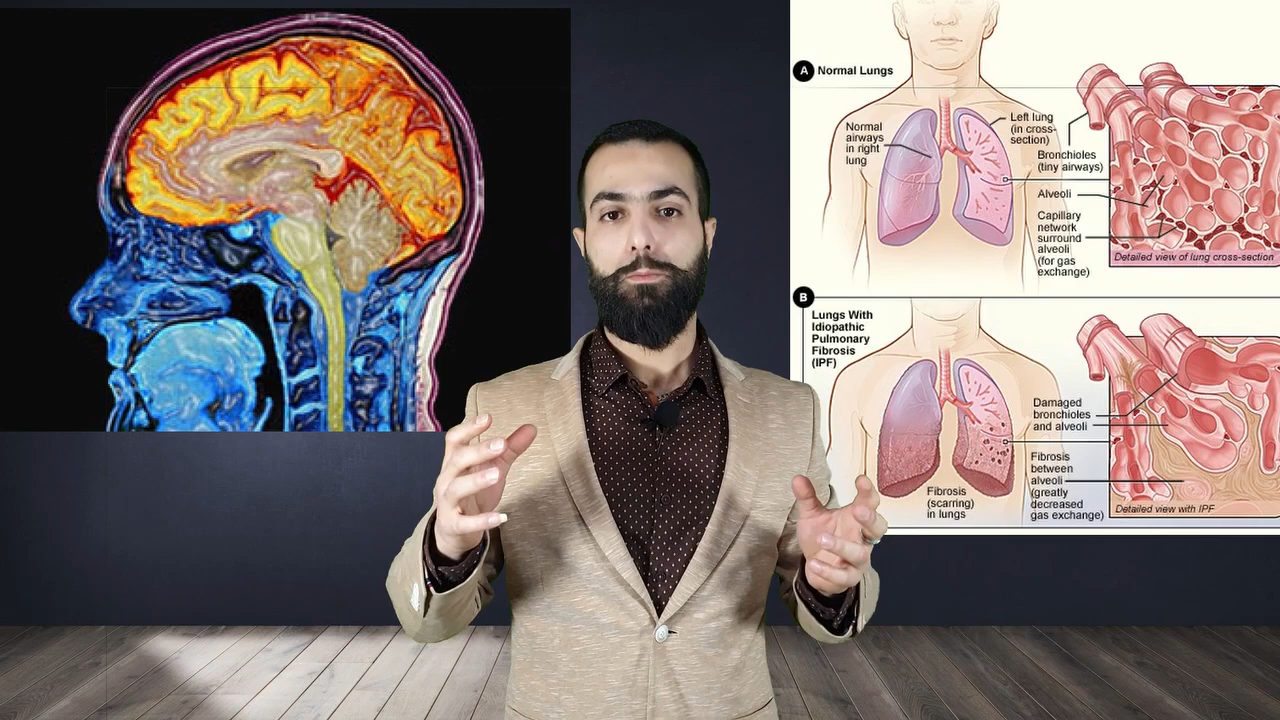 A Normal Lungs
Normal
airways
in right
lung
Left lung
(in cross-
section)
Bronchioles
(tiny airways)
Alveoli
Capillary
network
surround
alveoli
(for gas
exchange)
Detailed view of lung cross-section
B
Lungs With
Idiopathic
Pulmonary
Fibrosis
(IPF)
Damaged
bronchioles
and alveoli
Fibrosis
between
alveoli
(greatly
decreased
gas exchange)
Fibrosis
(scarring)
in lungs
Detailed view with IPF